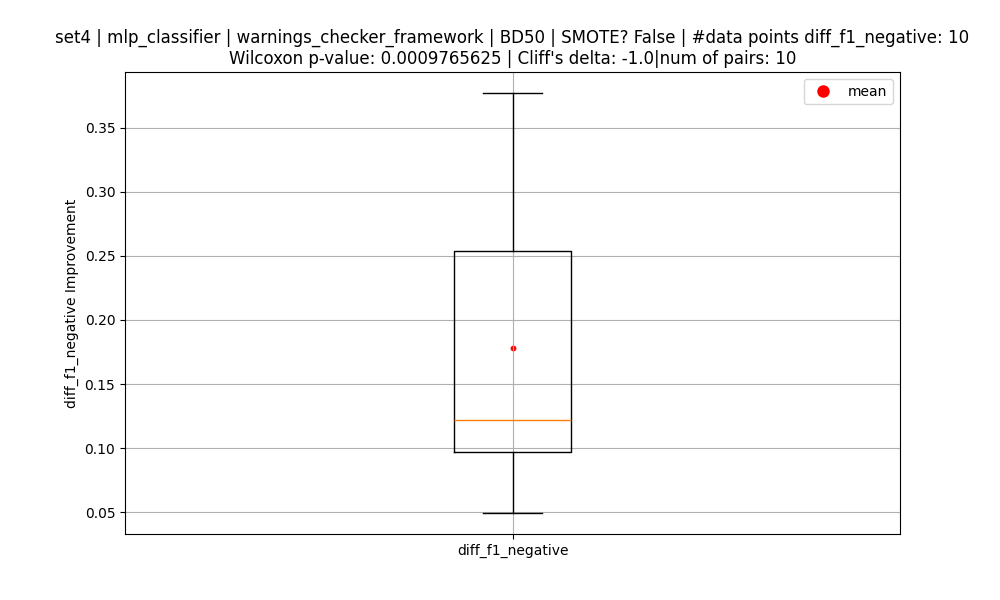 set4 | mlp_classifier | warnings_checker_framework | BD50 | SMOTE? False | #data points diff_f1_negative: 10
Wilcoxon p-value: 0.0009765625 | Cliff's delta: -1.0|num of pairs: 10
mean
0.35
0.30
0.25
0.20
0.15
0.10
0.05
diff_f1_negative Improvement
diff_f1_negative